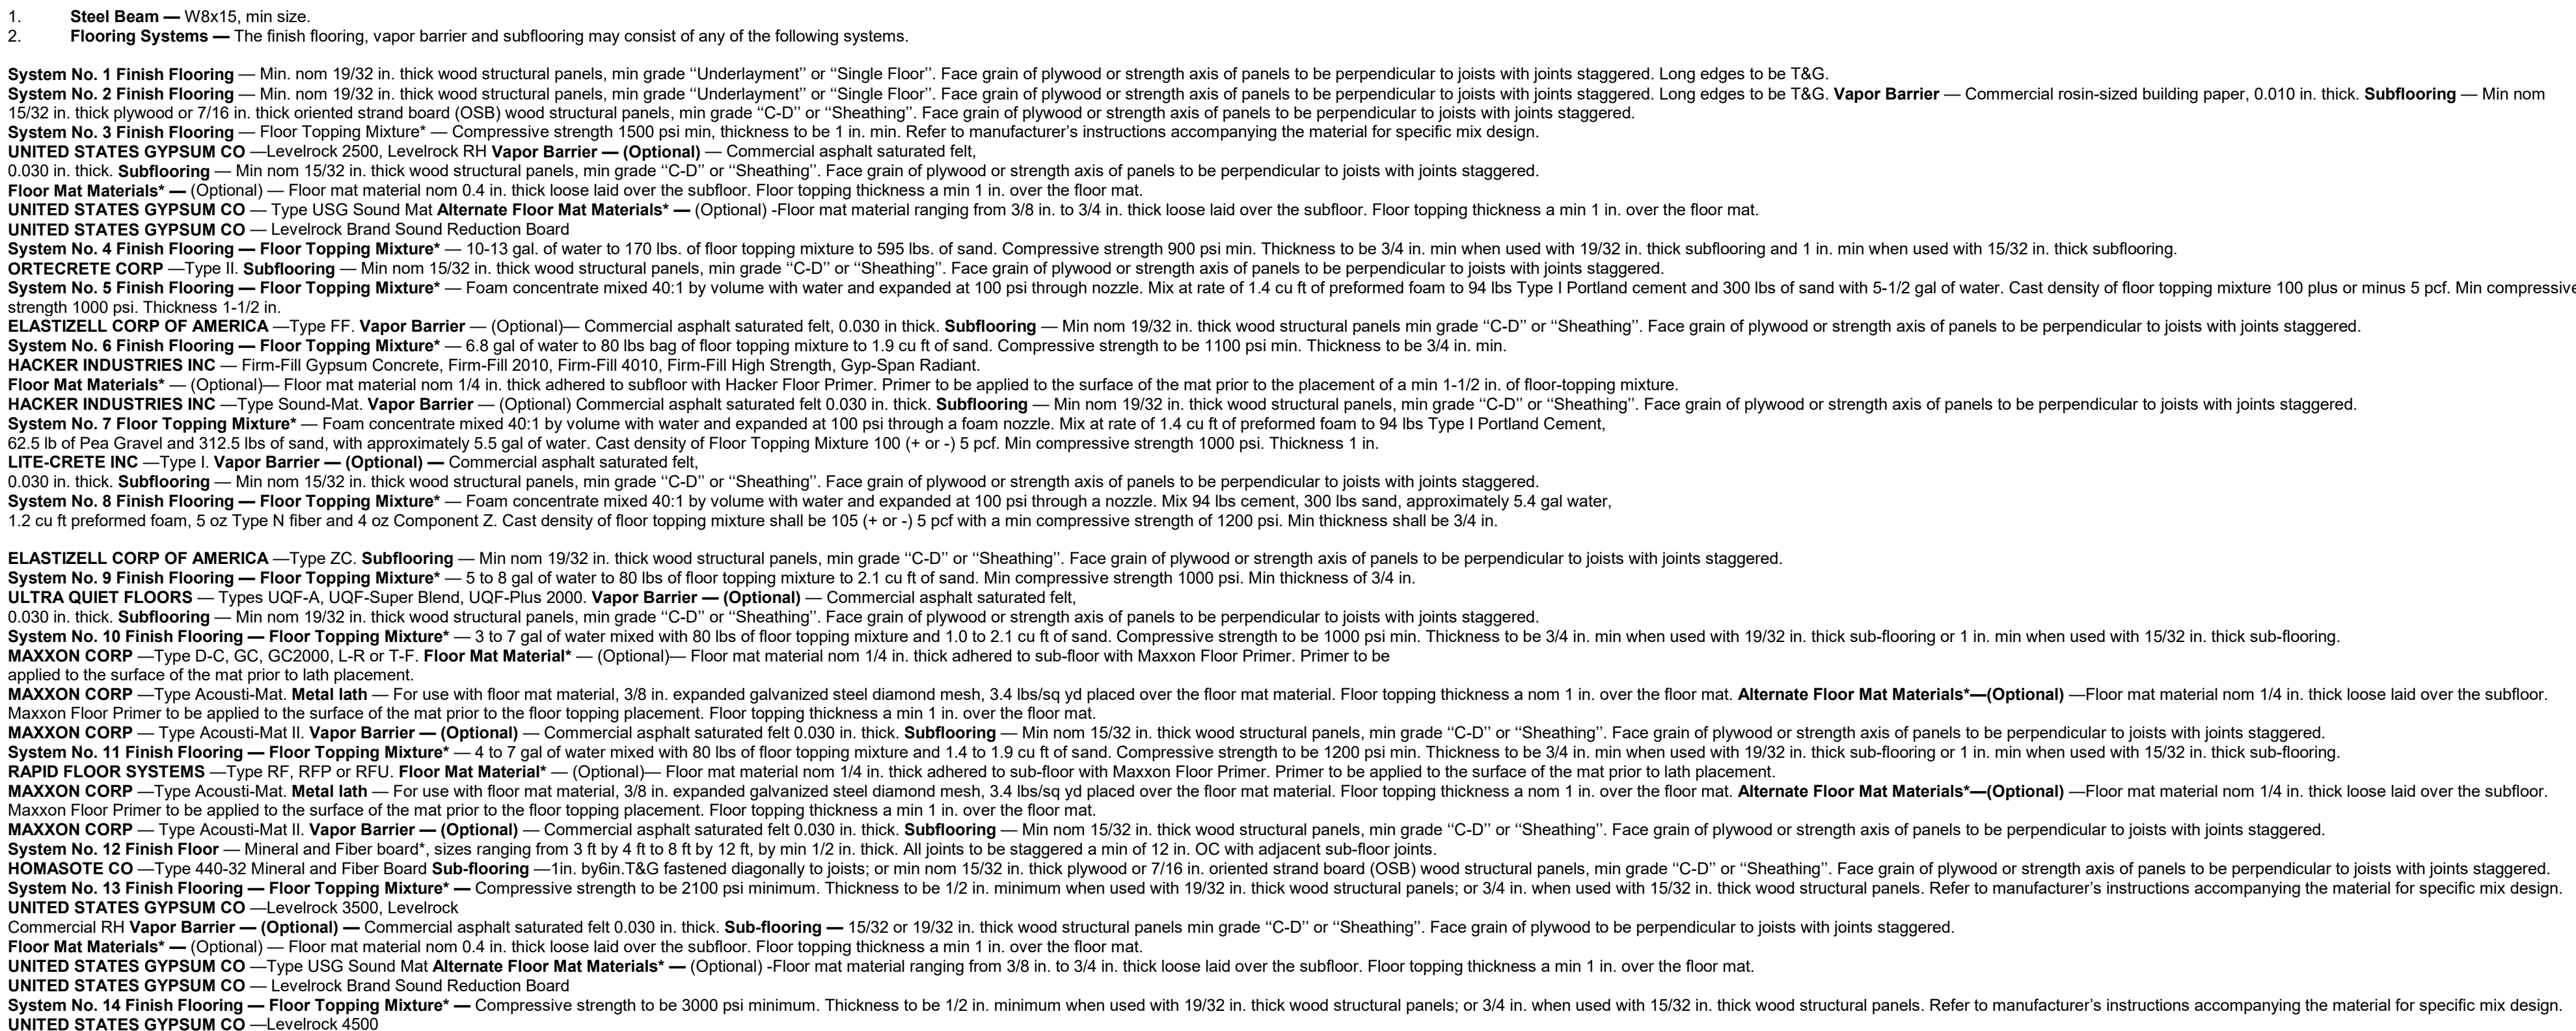 1. Steel Beam — W8x15, min size.
2. Flooring Systems — The finish flooring, vapor barrier and subflooring may consist of any of the following systems.
System No. 1 Finish Flooring — Min. nom 19/32 in. thick wood structural panels, min grade ‘‘Underlayment’’ or ‘‘Single Floor’’. Face grain of plywood or strength axis of panels to be perpendicular to joists with joints staggered. Long edges to be T&G.
System No. 2 Finish Flooring — Min. nom 19/32 in. thick wood structural panels, min grade ‘‘Underlayment’’ or ‘‘Single Floor’’. Face grain of plywood or strength axis of panels to be perpendicular to joists with joints staggered. Long edges to be T&G. Vapor Barrier — Commercial rosin-sized building paper, 0.010 in. thick. Subflooring — Min nom
15/32 in. thick plywood or 7/16 in. thick oriented strand board (OSB) wood structural panels, min grade ‘‘C-D’’ or ‘‘Sheathing’’. Face grain of plywood or strength axis of panels to be perpendicular to joists with joints staggered.
System No. 3 Finish Flooring — Floor Topping Mixture* — Compressive strength 1500 psi min, thickness to be 1 in. min. Refer to manufacturer’s instructions accompanying the material for specific mix design.
UNITED STATES GYPSUM CO —Levelrock 2500, Levelrock RH Vapor Barrier — (Optional) — Commercial asphalt saturated felt,
0.030 in. thick. Subflooring — Min nom 15/32 in. thick wood structural panels, min grade ‘‘C-D’’ or ‘‘Sheathing’’. Face grain of plywood or strength axis of panels to be perpendicular to joists with joints staggered.
Floor Mat Materials* — (Optional) — Floor mat material nom 0.4 in. thick loose laid over the subfloor. Floor topping thickness a min 1 in. over the floor mat.
UNITED STATES GYPSUM CO — Type USG Sound Mat Alternate Floor Mat Materials* — (Optional) -Floor mat material ranging from 3/8 in. to 3/4 in. thick loose laid over the subfloor. Floor topping thickness a min 1 in. over the floor mat.
UNITED STATES GYPSUM CO — Levelrock Brand Sound Reduction Board
System No. 4 Finish Flooring — Floor Topping Mixture* — 10-13 gal. of water to 170 lbs. of floor topping mixture to 595 lbs. of sand. Compressive strength 900 psi min. Thickness to be 3/4 in. min when used with 19/32 in. thick subflooring and 1 in. min when used with 15/32 in. thick subflooring.
ORTECRETE CORP —Type II. Subflooring — Min nom 15/32 in. thick wood structural panels, min grade ‘‘C-D’’ or ‘‘Sheathing’’. Face grain of plywood or strength axis of panels to be perpendicular to joists with joints staggered.
System No. 5 Finish Flooring — Floor Topping Mixture* — Foam concentrate mixed 40:1 by volume with water and expanded at 100 psi through nozzle. Mix at rate of 1.4 cu ft of preformed foam to 94 lbs Type I Portland cement and 300 lbs of sand with 5-1/2 gal of water. Cast density of floor topping mixture 100 plus or minus 5 pcf. Min compressive
strength 1000 psi. Thickness 1-1/2 in.
ELASTIZELL CORP OF AMERICA —Type FF. Vapor Barrier — (Optional)— Commercial asphalt saturated felt, 0.030 in thick. Subflooring — Min nom 19/32 in. thick wood structural panels min grade ‘‘C-D’’ or ‘‘Sheathing’’. Face grain of plywood or strength axis of panels to be perpendicular to joists with joints staggered.
System No. 6 Finish Flooring — Floor Topping Mixture* — 6.8 gal of water to 80 lbs bag of floor topping mixture to 1.9 cu ft of sand. Compressive strength to be 1100 psi min. Thickness to be 3/4 in. min.
HACKER INDUSTRIES INC — Firm-Fill Gypsum Concrete, Firm-Fill 2010, Firm-Fill 4010, Firm-Fill High Strength, Gyp-Span Radiant.
Floor Mat Materials* — (Optional)— Floor mat material nom 1/4 in. thick adhered to subfloor with Hacker Floor Primer. Primer to be applied to the surface of the mat prior to the placement of a min 1-1/2 in. of floor-topping mixture.
HACKER INDUSTRIES INC —Type Sound-Mat. Vapor Barrier — (Optional) Commercial asphalt saturated felt 0.030 in. thick. Subflooring — Min nom 19/32 in. thick wood structural panels, min grade ‘‘C-D’’ or ‘‘Sheathing’’. Face grain of plywood or strength axis of panels to be perpendicular to joists with joints staggered.
System No. 7 Floor Topping Mixture* — Foam concentrate mixed 40:1 by volume with water and expanded at 100 psi through a foam nozzle. Mix at rate of 1.4 cu ft of preformed foam to 94 lbs Type I Portland Cement,
62.5 lb of Pea Gravel and 312.5 lbs of sand, with approximately 5.5 gal of water. Cast density of Floor Topping Mixture 100 (+ or -) 5 pcf. Min compressive strength 1000 psi. Thickness 1 in.
LITE-CRETE INC —Type I. Vapor Barrier — (Optional) — Commercial asphalt saturated felt,
0.030 in. thick. Subflooring — Min nom 15/32 in. thick wood structural panels, min grade ‘‘C-D’’ or ‘‘Sheathing’’. Face grain of plywood or strength axis of panels to be perpendicular to joists with joints staggered.
System No. 8 Finish Flooring — Floor Topping Mixture* — Foam concentrate mixed 40:1 by volume with water and expanded at 100 psi through a nozzle. Mix 94 lbs cement, 300 lbs sand, approximately 5.4 gal water,
1.2 cu ft preformed foam, 5 oz Type N fiber and 4 oz Component Z. Cast density of floor topping mixture shall be 105 (+ or -) 5 pcf with a min compressive strength of 1200 psi. Min thickness shall be 3/4 in.
ELASTIZELL CORP OF AMERICA —Type ZC. Subflooring — Min nom 19/32 in. thick wood structural panels, min grade ‘‘C-D’’ or ‘‘Sheathing’’. Face grain of plywood or strength axis of panels to be perpendicular to joists with joints staggered.
System No. 9 Finish Flooring — Floor Topping Mixture* — 5 to 8 gal of water to 80 lbs of floor topping mixture to 2.1 cu ft of sand. Min compressive strength 1000 psi. Min thickness of 3/4 in.
ULTRA QUIET FLOORS — Types UQF-A, UQF-Super Blend, UQF-Plus 2000. Vapor Barrier — (Optional) — Commercial asphalt saturated felt,
0.030 in. thick. Subflooring — Min nom 19/32 in. thick wood structural panels, min grade ‘‘C-D’’ or ‘‘Sheathing’’. Face grain of plywood or strength axis of panels to be perpendicular to joists with joints staggered.
System No. 10 Finish Flooring — Floor Topping Mixture* — 3 to 7 gal of water mixed with 80 lbs of floor topping mixture and 1.0 to 2.1 cu ft of sand. Compressive strength to be 1000 psi min. Thickness to be 3/4 in. min when used with 19/32 in. thick sub-flooring or 1 in. min when used with 15/32 in. thick sub-flooring.
MAXXON CORP —Type D-C, GC, GC2000, L-R or T-F. Floor Mat Material* — (Optional)— Floor mat material nom 1/4 in. thick adhered to sub-floor with Maxxon Floor Primer. Primer to be
applied to the surface of the mat prior to lath placement.
MAXXON CORP —Type Acousti-Mat. Metal lath — For use with floor mat material, 3/8 in. expanded galvanized steel diamond mesh, 3.4 lbs/sq yd placed over the floor mat material. Floor topping thickness a nom 1 in. over the floor mat. Alternate Floor Mat Materials*—(Optional) —Floor mat material nom 1/4 in. thick loose laid over the subfloor.
Maxxon Floor Primer to be applied to the surface of the mat prior to the floor topping placement. Floor topping thickness a min 1 in. over the floor mat.
MAXXON CORP — Type Acousti-Mat II. Vapor Barrier — (Optional) — Commercial asphalt saturated felt 0.030 in. thick. Subflooring — Min nom 15/32 in. thick wood structural panels, min grade ‘‘C-D’’ or ‘‘Sheathing’’. Face grain of plywood or strength axis of panels to be perpendicular to joists with joints staggered.
System No. 11 Finish Flooring — Floor Topping Mixture* — 4 to 7 gal of water mixed with 80 lbs of floor topping mixture and 1.4 to 1.9 cu ft of sand. Compressive strength to be 1200 psi min. Thickness to be 3/4 in. min when used with 19/32 in. thick sub-flooring or 1 in. min when used with 15/32 in. thick sub-flooring.
RAPID FLOOR SYSTEMS —Type RF, RFP or RFU. Floor Mat Material* — (Optional)— Floor mat material nom 1/4 in. thick adhered to sub-floor with Maxxon Floor Primer. Primer to be applied to the surface of the mat prior to lath placement.
MAXXON CORP —Type Acousti-Mat. Metal lath — For use with floor mat material, 3/8 in. expanded galvanized steel diamond mesh, 3.4 lbs/sq yd placed over the floor mat material. Floor topping thickness a nom 1 in. over the floor mat. Alternate Floor Mat Materials*—(Optional) —Floor mat material nom 1/4 in. thick loose laid over the subfloor.
Maxxon Floor Primer to be applied to the surface of the mat prior to the floor topping placement. Floor topping thickness a min 1 in. over the floor mat.
MAXXON CORP — Type Acousti-Mat II. Vapor Barrier — (Optional) — Commercial asphalt saturated felt 0.030 in. thick. Subflooring — Min nom 15/32 in. thick wood structural panels, min grade ‘‘C-D’’ or ‘‘Sheathing’’. Face grain of plywood or strength axis of panels to be perpendicular to joists with joints staggered.
System No. 12 Finish Floor — Mineral and Fiber board*, sizes ranging from 3 ft by 4 ft to 8 ft by 12 ft, by min 1/2 in. thick. All joints to be staggered a min of 12 in. OC with adjacent sub-floor joints.
HOMASOTE CO —Type 440-32 Mineral and Fiber Board Sub-flooring —1in. by6in.T&G fastened diagonally to joists; or min nom 15/32 in. thick plywood or 7/16 in. oriented strand board (OSB) wood structural panels, min grade ‘‘C-D’’ or ‘‘Sheathing’’. Face grain of plywood or strength axis of panels to be perpendicular to joists with joints staggered.
System No. 13 Finish Flooring — Floor Topping Mixture* — Compressive strength to be 2100 psi minimum. Thickness to be 1/2 in. minimum when used with 19/32 in. thick wood structural panels; or 3/4 in. when used with 15/32 in. thick wood structural panels. Refer to manufacturer’s instructions accompanying the material for specific mix design.
UNITED STATES GYPSUM CO —Levelrock 3500, Levelrock
Commercial RH Vapor Barrier — (Optional) — Commercial asphalt saturated felt 0.030 in. thick. Sub-flooring — 15/32 or 19/32 in. thick wood structural panels min grade ‘‘C-D’’ or ‘‘Sheathing’’. Face grain of plywood to be perpendicular to joists with joints staggered.
Floor Mat Materials* — (Optional) — Floor mat material nom 0.4 in. thick loose laid over the subfloor. Floor topping thickness a min 1 in. over the floor mat.
UNITED STATES GYPSUM CO —Type USG Sound Mat Alternate Floor Mat Materials* — (Optional) -Floor mat material ranging from 3/8 in. to 3/4 in. thick loose laid over the subfloor. Floor topping thickness a min 1 in. over the floor mat.
UNITED STATES GYPSUM CO — Levelrock Brand Sound Reduction Board
System No. 14 Finish Flooring — Floor Topping Mixture* — Compressive strength to be 3000 psi minimum. Thickness to be 1/2 in. minimum when used with 19/32 in. thick wood structural panels; or 3/4 in. when used with 15/32 in. thick wood structural panels. Refer to manufacturer’s instructions accompanying the material for specific mix design.
UNITED STATES GYPSUM CO —Levelrock 4500